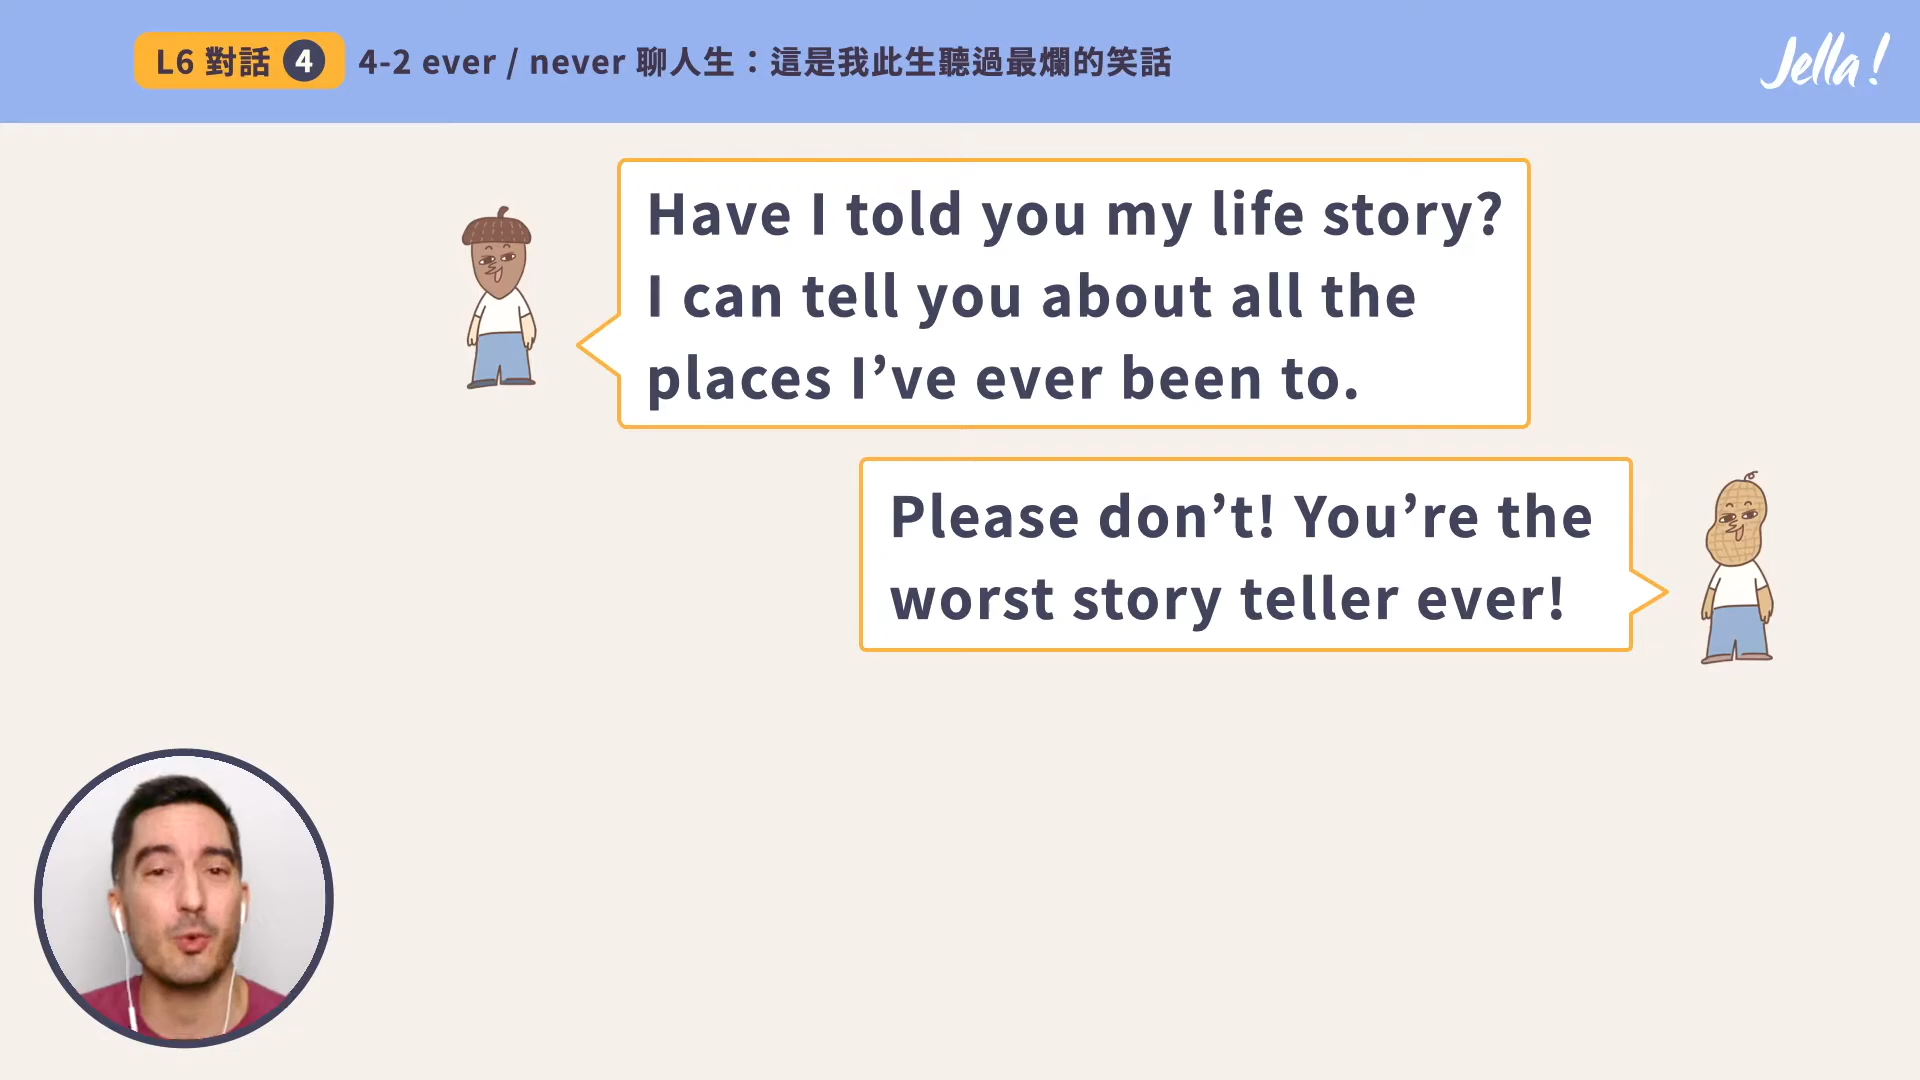 L6 對話 4 4-2 ever / never 聊人生：這是我此生聽過最爛的笑話
Jella!
Have I told you my life story?
I can tell you about all the
places I’ve ever been to.
Please don’t! You’re the
worst story teller ever!